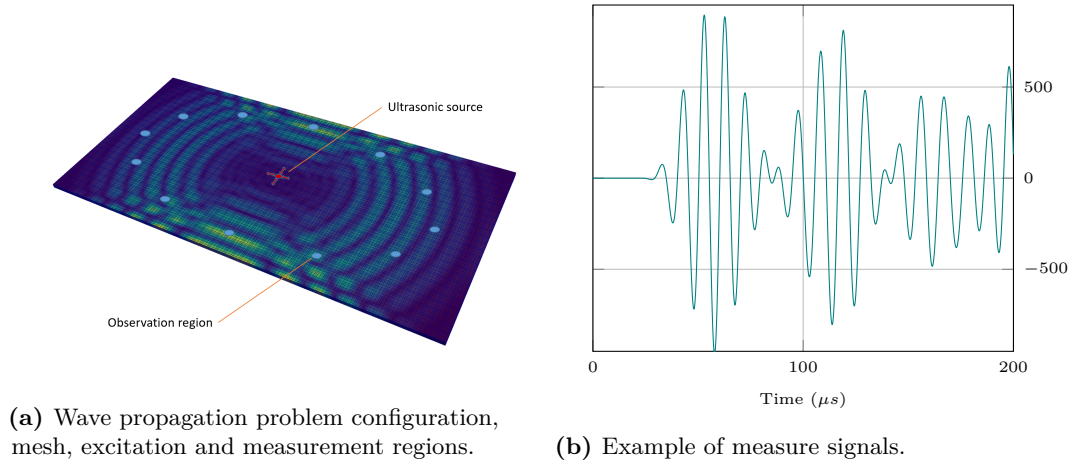 Ultrasonic source
Observation region
500
0
−500
0
100
200
Time (μs)
(a) Wave propagation problem configuration,
mesh, excitation and measurement regions.
(b) Example of measure signals.